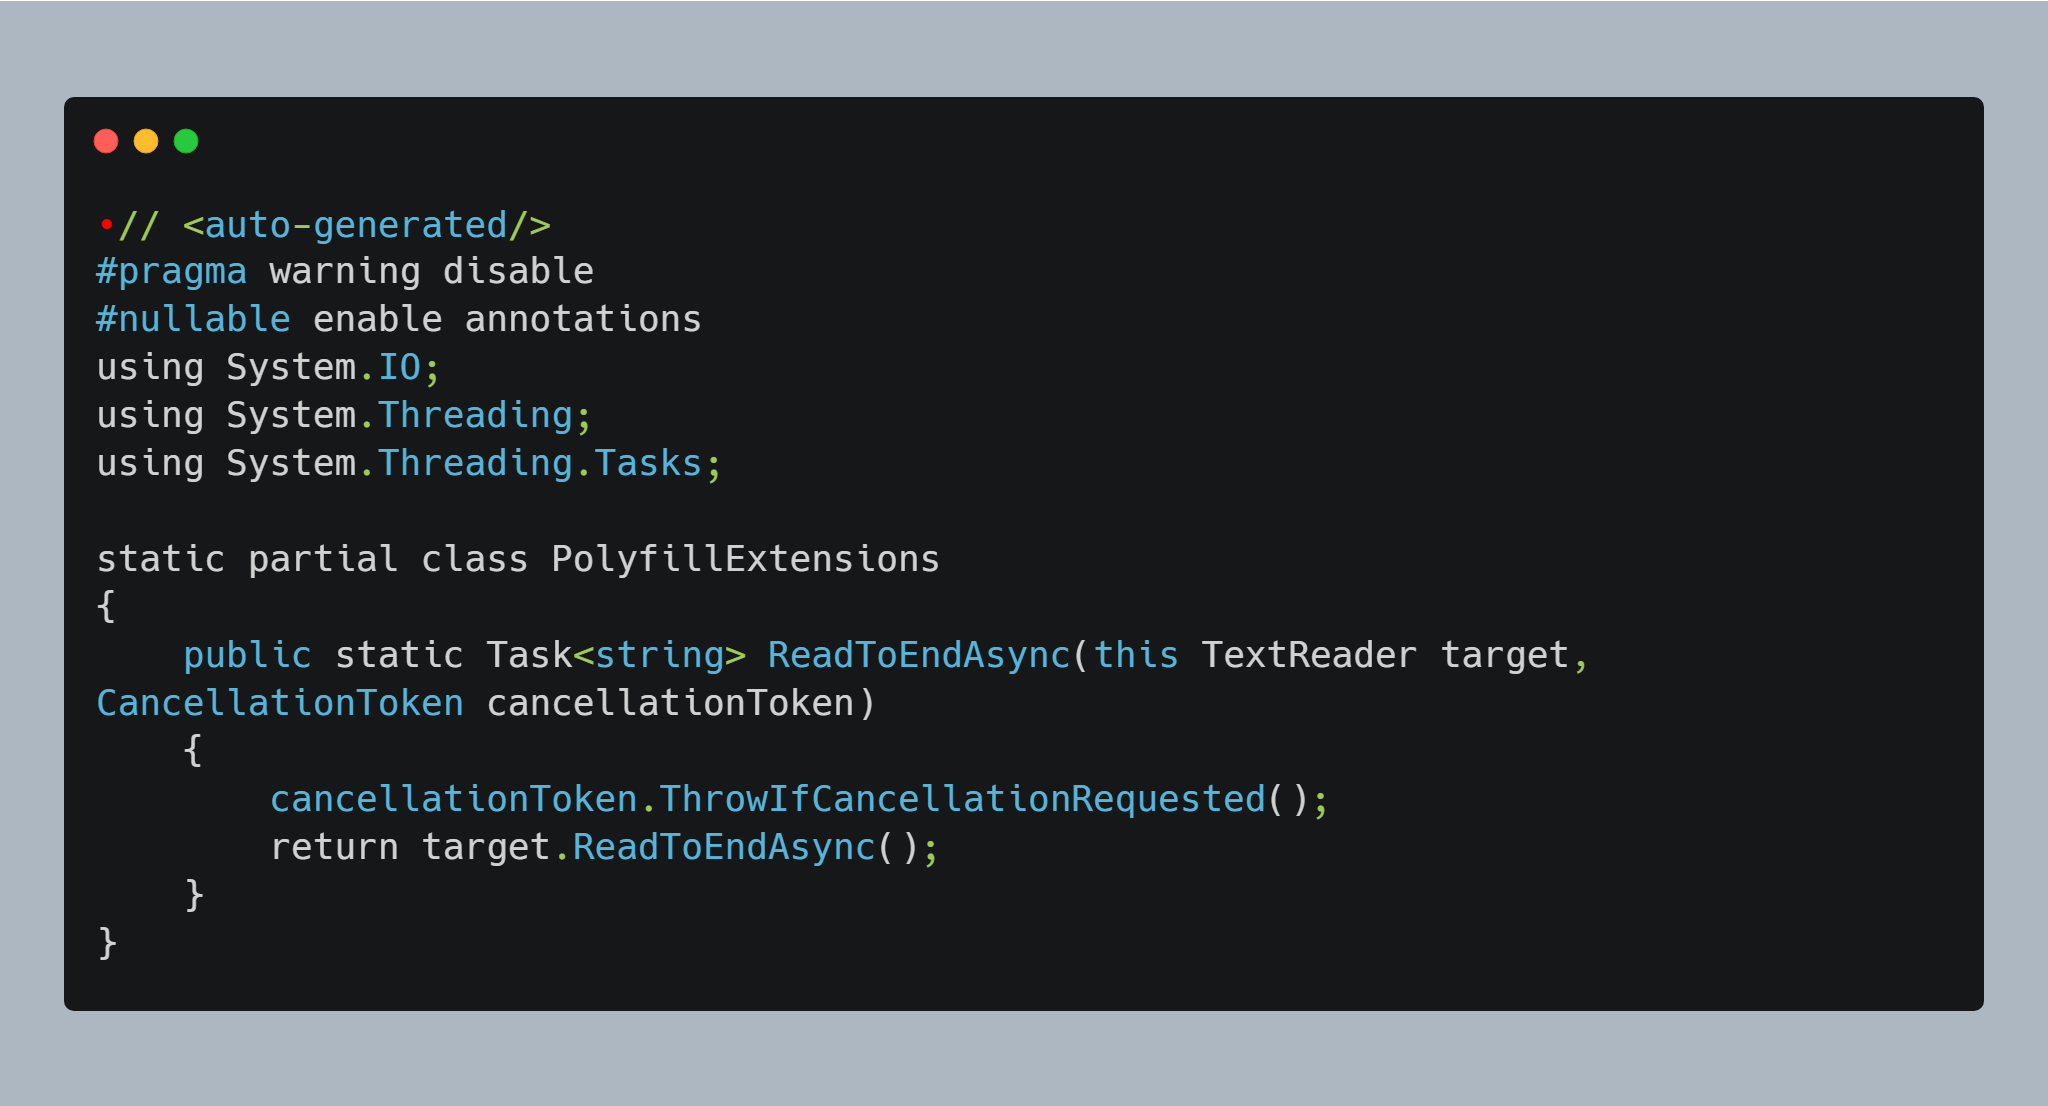 •// <auto-generated/>
#pragma warning disable
#nullable enable annotations
using System.IO;
using System.Threading;
using System.Threading.Tasks;

static partial class PolyfillExtensions
{
    public static Task<string> ReadToEndAsync(this TextReader target,
CancellationToken cancellationToken)
    {
        cancellationToken.ThrowIfCancellationRequested();
        return target.ReadToEndAsync();
    }
}